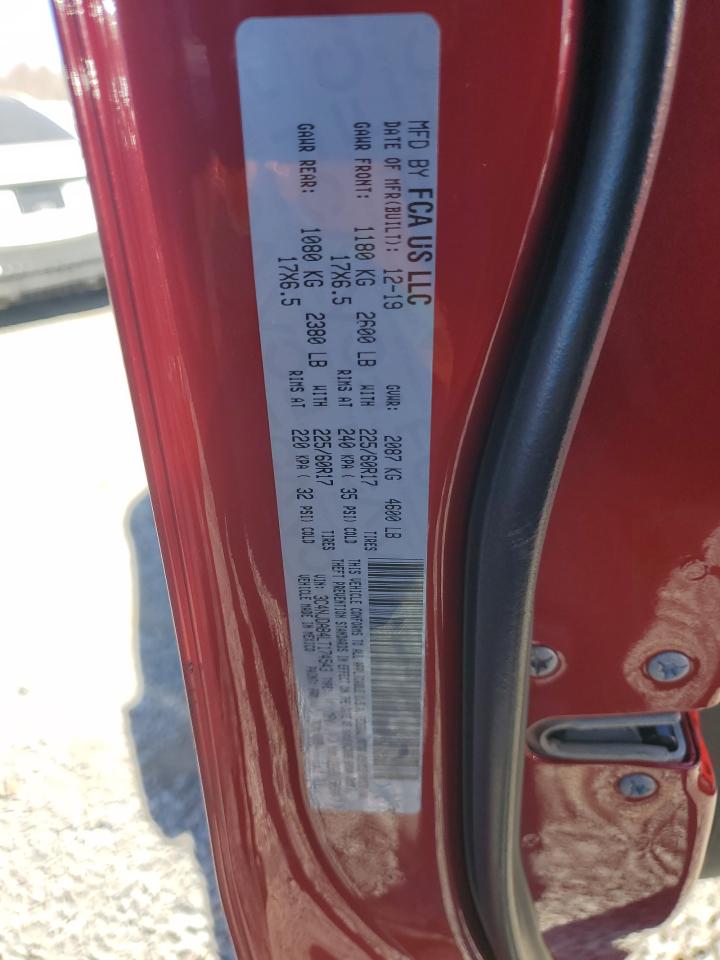 MFD BY FCA US LLC
DATE OF MFR(BUILT): 12-19 GVWR: 2087 KG 4600 LB
GAWR FRONT: 1180 KG 2600 LB WITH 225/60R17 TIRES
17X6.5 RIMS AT 240 KPA ( 35 PSI) COLD
GAWR REAR: 1080 KG 2380 LB WITH 225/60R17 TIRES
17X6.5 RIMS AT 220 KPA ( 32 PSI) COLD
THIS VEHICLE CONFORMS TO ALL APPLICABLE
THEFT PREVENTION STANDARDS IN EFFECT ON
VIN: TYPE:
VEHICLE MADE IN MEXICO PAINT: